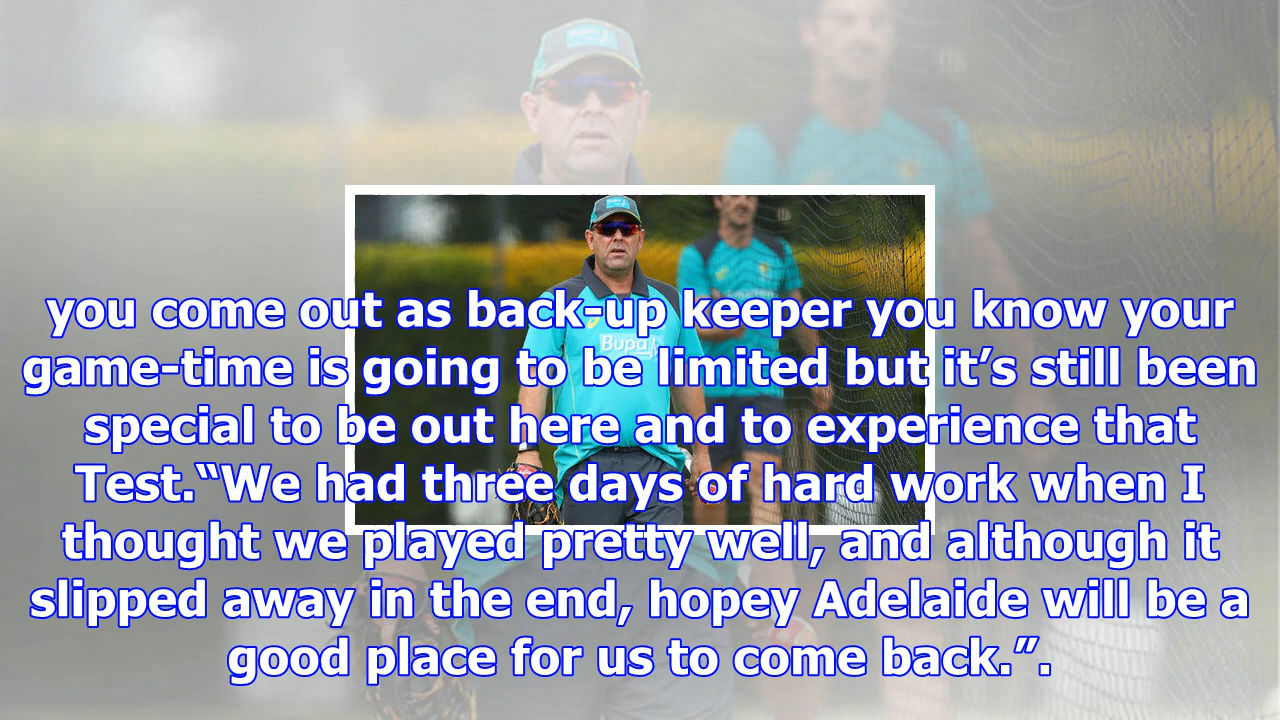 you come out as back-up keeper you know your
game-time is going to be limited but it’s still been
special to be out here and to experience that
Test.“We had three days of hard work when I
thought we played pretty well, and although it
slipped away in the end, hopey Adelaide will be a
good place for us to come back.”.
Bupa